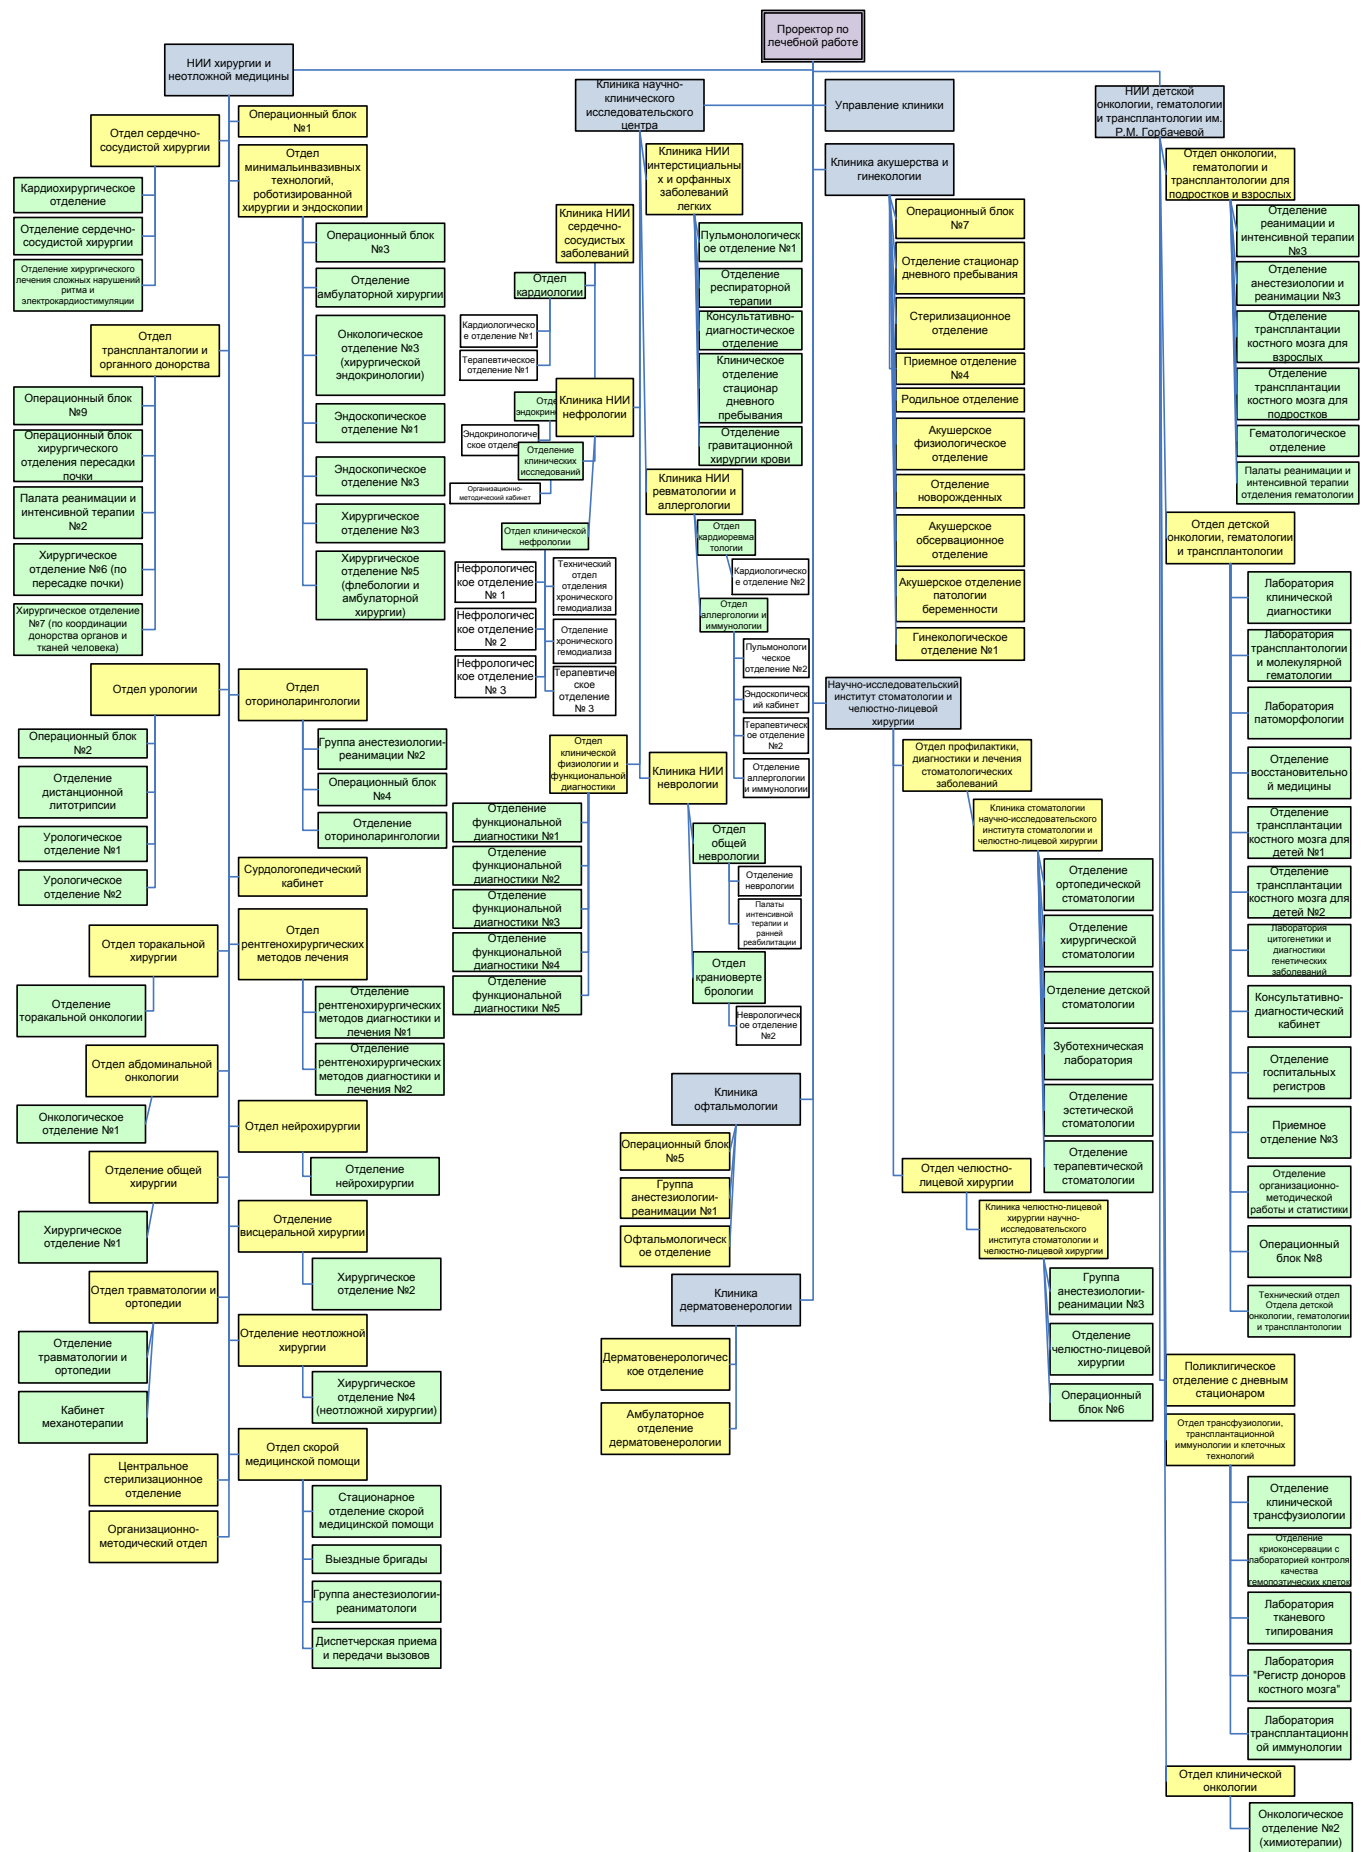 Проректор по
лечебной работе
НИИ хирургии и
неотложной медицины
Отдел сердечно-
сосудистой хирургии
Кардиохирургическое
отделение
Отделение сердечно-
сосудистой хирургии
Отделение хирургического
лечения сложных нарушений
ритма и
электрокардиостимуляции
Отдел
транспланталогии и
органного донорства
Операционный блок
№9
Операционный блок
хирургического
отделения пересадки
почки
Палата реанимации и
интенсивной терапии
№2
Хирургическое
отделение №6 (по
пересадке почки)
Хирургическое отделение
№7 (по координации
донорства органов и
тканей человека)
Отдел урологии
Операционный блок
№2
Отделение
дистанционной
литотрипсии
Урологическое
отделение №1
Урологическое
отделение №2
Отдел торакальной
хирургии
Отделение
торакальной онкологии
Отдел абдоминальной
онкологии
Онкологическое
отделение №1
Отделение общей
хирургии
Хирургическое
отделение №1
Отдел травматологии и
ортопедии
Отделение
травматологии и
ортопедии
Кабинет
механотерапии
Центральное
стерилизационное
отделение
Организационно-
методический отдел
Операционный блок
№1
Отдел
минимальинвазивных
технологий,
роботизированной
хирургии и эндоскопии
Операционный блок
№3
Отделение
амбулаторной хирургии
Онкологическое
отделение №3
(хирургической
эндокринологии)
Эндоскопическое
отделение №1
Эндоскопическое
отделение №3
Хирургическое
отделение №3
Хирургическое
отделение №5
(флебологии и
амбулаторной
хирургии)
Отдел
оториноларингологии
Группа анестезиологии-
реанимации №2
Операционный блок
№4
Отделение
оториноларингологии
Сурдологопедический
кабинет
Отдел
рентгенохирургических
методов лечения
Отделение
рентгенохирургических
методов диагностики и
лечения №1
Отделение
рентгенохирургических
методов диагностики и
лечения №2
Отдел нейрохирургии
Отделение
нейрохирургии
Отделение
висцеральной хирургии
Хирургическое
отделение №2
Отделение неотложной
хирургии
Хирургическое
отделение №4
(неотложной хирургии)
Отдел скорой
медицинской помощи
Стационарное
отделение скорой
медицинской помощи
Выездные бригады
Группа анестезиологии-
реаниматологи
Диспетчерская приема
и передачи вызовов
Клиника научно-
клинического
исследовательского
центра
Клиника НИИ
сердечно-
сосудистых
заболеваний
Отдел
кардиологии
Кардиологическо
е отделение №1
Терапевтическое
отделение №1
Отде
эндокрин
Эндокринологиче
ское отделе
Отделение
клинических
исследований
Организационно-
методический кабинет
Клиника НИИ
нефрологии
Отдел клинической
нефрологии
Нефрологичес
кое отделение
№ 1
Нефрологичес
кое отделение
№ 2
Нефрологичес
кое отделение
№ 3
Технический
отдел
отделения
хронического
гемодиализа
Отделение
хронического
гемодиализа
Терапевтиче
ское
отделение
№ 3
Отдел
клинической
физиологии и
функциональной
диагностики
Отделение
функциональной
диагностики №1
Отделение
функциональной
диагностики №2
Отделение
функциональной
диагностики №3
Отделение
функциональной
диагностики №4
Отделение
функциональной
диагностики №5
Клиника НИИ
интерстициальны
х и орфанных
заболеваний
легких
Пульмонологическ
ое отделение №1
Отделение
респираторной
терапии
Консультативно-
диагностическое
отделение
Клиническое
отделение
стационар
дневного
пребывания
Отделение
гравитационной
хирургии крови
Клиника НИИ
ревматологии и
аллергологии
Отдел
кардиоревма
тологии
Кардиологическо
е отделение №2
Отдел
аллергологии и
иммунологии
Пульмонологи
ческое
отделение №2
Эндоскопическ
ий кабинет
Терапевтическ
ое отделение
№2
Отделение
аллергологии
и иммунологии
Клиника НИИ
неврологии
Отдел
общей
неврологии
Отделение
неврологии
Палаты
интенсивной
терапии и
ранней
реабилитации
Отдел
краниоверте
брологии
Неврологическ
ое отделение
№2
Управление
клиники
Клиника акушерства и
гинекологии
Операционный блок
№7
Отделение стационар
дневного пребывания
Стерилизационное
отделение
Приемное отделение
№4
Родильное отделение
Акушерское
физиологическое
отделение
Отделение
новорожденных
Акушерское
обсервационное
отделение
Акушерское отделение
патологии
беременности
Гинекологическое
отделение №1
Научно-исследовательский
институт стоматологии и
челюстно-лицевой
хирургии
Отдел профилактики,
диагностики и лечения
стоматологических
заболеваний
Клиника стоматологии
научно-исследовательского
института стоматологии и
челюстно-лицевой хирургии
Отделение
ортопедической
стоматологии
Отделение
хирургической
стоматологии
Отделение детской
стоматологии
Зуботехническая
лаборатория
Отделение
эстетической
стоматологии
Отделение
терапевтической
стоматологии
Отдел челюстно-
лицевой хирургии
Клиника челюстно-лицевой
хирургии научно-
исследовательского
института стоматологии и
челюстно-лицевой хирургии
Группа
анестезиологии-
реанимации №3
Отделение
челюстно-лицевой
хирургии
Операционный
блок №6
Клиника
офтальмологии
Операционный блок
№5
Группа
анестезиологии-
реанимации №1
Офтальмологическ
ое отделение
Клиника
дерматовенерологии
Дерматовенерологичес
кое отделение
Амбулаторное
отделение
дерматовенерологии
НИИ детской
онкологии, гематологии
и трансплантологии им.
Р.М. Горбачевой
Отдел онкологии,
гематологии и
трансплантологии для
подростков и взрослых
Отделение
реанимации и
интенсивной терапии
№3
Отделение
анестезиологии и
реанимации №3
Отделение
трансплантации
костного мозга для
взрослых
Отделение
трансплантации
костного мозга для
подростков
Гематологическое
отделение
Палаты реанимации и
интенсивной терапии
отделения гематологии
Отдел детской
онкологии, гематологии
и трансплантологии
Лаборатория
клинической
диагностики
Лаборатория
трансплантологии
и молекулярной
гематологии
Лаборатория
патоморфологии
Отделение
восстановительно
й медицины
Отделение
трансплантации
костного мозга для
детей №1
Отделение
трансплантации
костного мозга для
детей №2
Лаборатория
цитогенетики и
диагностики
генетических
заболеваний
Консультативно-
диагностический
кабинет
Отделение
госпитальных
регистров
Приемное
отделение №3
Отделение
организационно-
методической
работы и статистики
Операционный
блок №8
Технический отдел
Отдела детской
онкологии, гематологии
и трансплантологии
Поликлигическое
отделение с дневным
стационаром
Отдел трансфузиологии,
трансплантационной
иммунологии и клеточных
технологий
Отделение
клинической
трансфузиологии
Отделение
криоконсервации с
лабораторией контроля
качества
гемопоэтических клеток
Лаборатория
тканевого
типирования
Лаборатория
"Регистр доноров
костного мозга"
Лаборатория
трансплантационн
ой иммунологии
Отдел клинической
онкологии
Онкологическое
отделение №2
(химиотерапии)